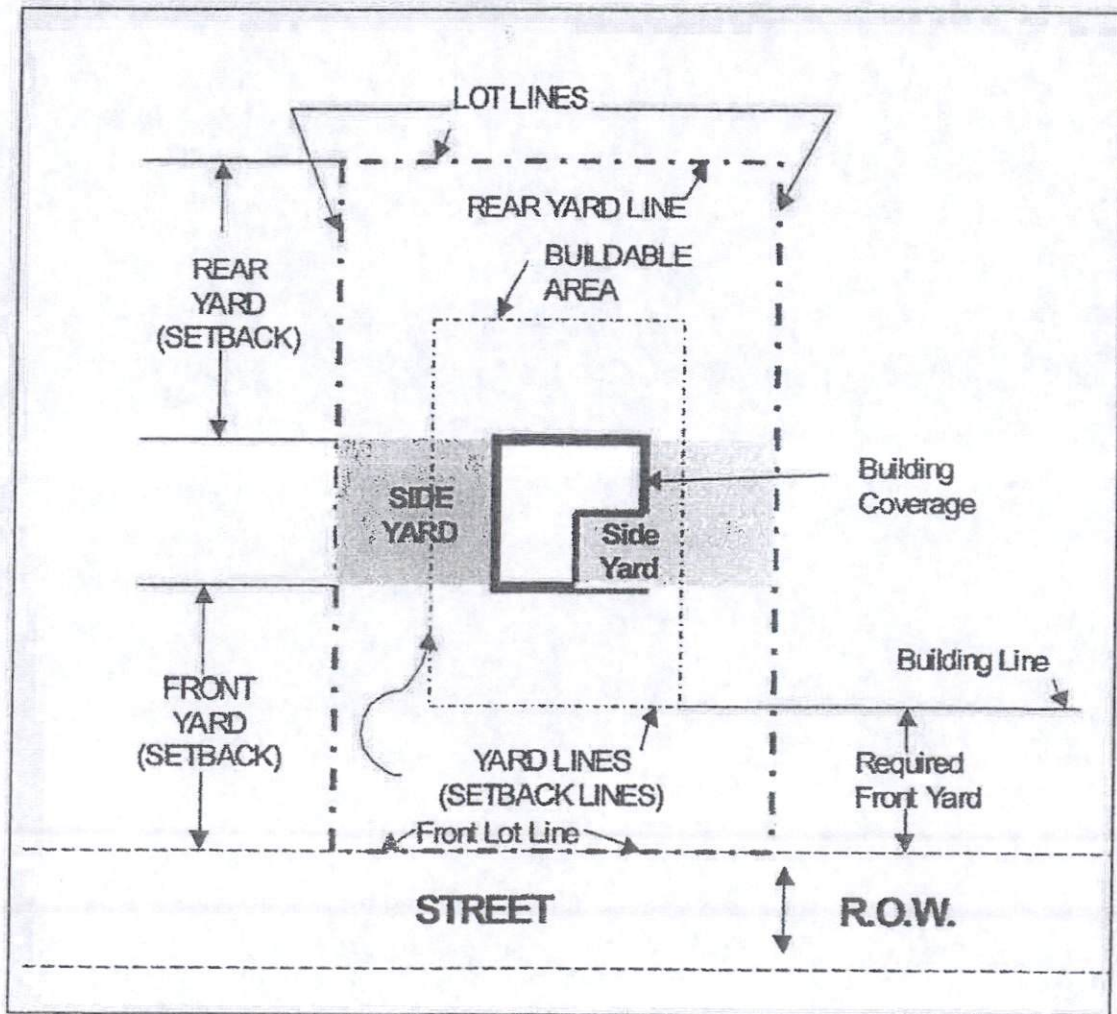 LOT LINES
REAR YARD LINE
BUILDABLE
AREA
REAR
YARD
(SETBACK)
SIDE
YARD
Side
Yard
Building
Coverage
Building Line
FRONT
YARD
(SETBACK)
YARD LINES
(SETBACK LINES)
Required
Front Yard
Front Lot Line
STREET
R.O.W.